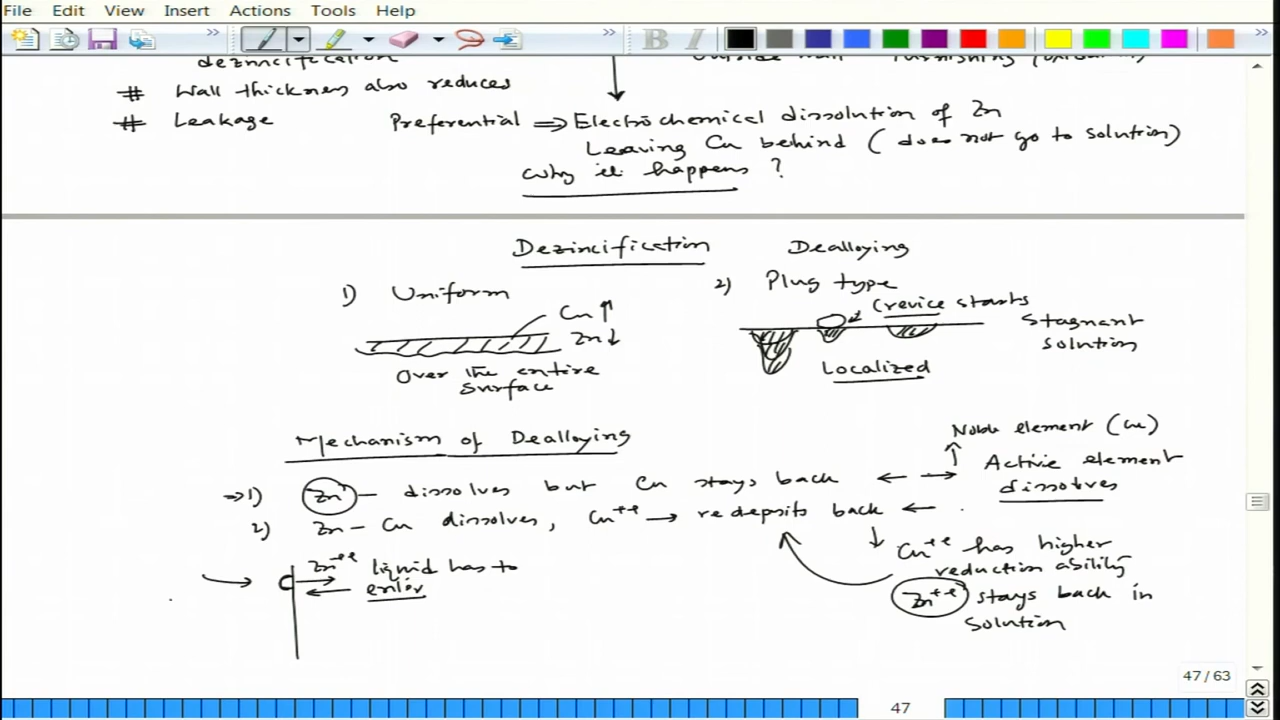 File Edit View Insert Actions Tools Help
B I
dezincification
# Wall thickness also reduces
# Leakage
Preferential ⇒ Electrochemical dissolution of Zn
Leaving Cu behind (does not go to solution)
Why it happens ?
Dezincification Dealloying
1) Uniform
Cu ↑
Zn ↓
Over the entire
surface
2) Plug type
Crevice starts
Stagnant
solution
Localized
Mechanism of Dealloying
Noble element (Cu)
⇒ 1) Zn – dissolves but Cu stays back ← → Active element
dissolves
2) Zn – Cu dissolves, Cu++ → redeposits back ←
Cu++ has higher
reduction ability
Zn++ stays back in
solution
Zn++ liquid has to
enter
47/63
47